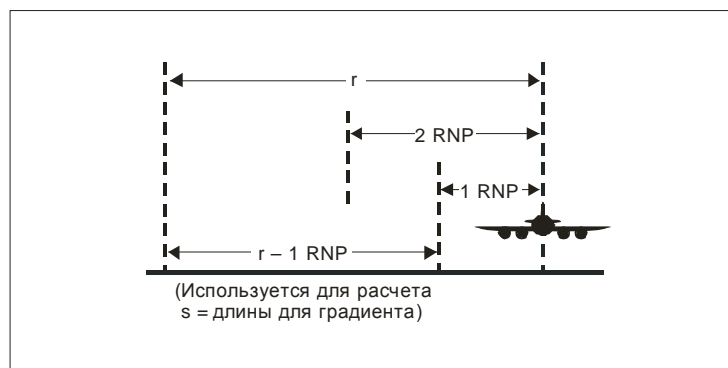 r
2 RNP
1 RNP
r – 1 RNP
(Используется для расчета
s = длины для градиента)